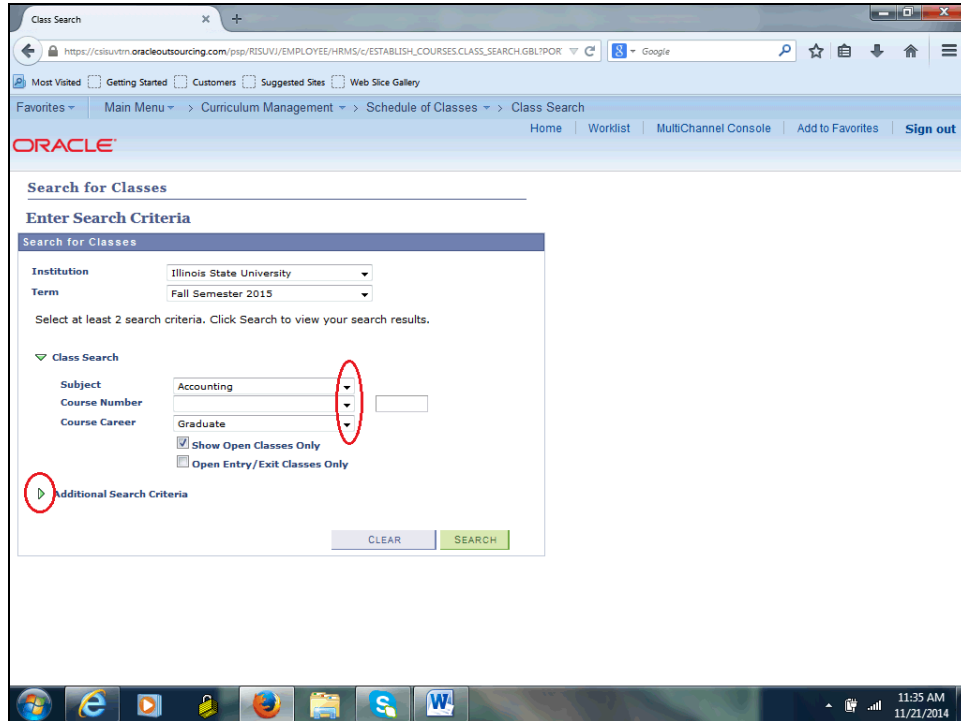 Class Search
https://csisuvtrn.oracleoutsourcing.com/psp/RISUVJ/EMPLOYEE/HRMS/c/ESTABLISH_COURSES.CLASS_SEARCH.GBL?POR
Google
Most Visited Getting Started Customers Suggested Sites Web Slice Gallery
Favorites Main Menu > Curriculum Management > Schedule of Classes > Class Search
Home Worklist MultiChannel Console Add to Favorites Sign out
ORACLE
Search for Classes
Enter Search Criteria
Search for Classes
Institution Illinois State University
Term Fall Semester 2015
Select at least 2 search criteria. Click Search to view your search results.
Class Search
Subject Accounting
Course Number
Course Career Graduate
Show Open Classes Only
Open Entry/Exit Classes Only
Additional Search Criteria
CLEAR SEARCH
11:35 AM
11/21/2014